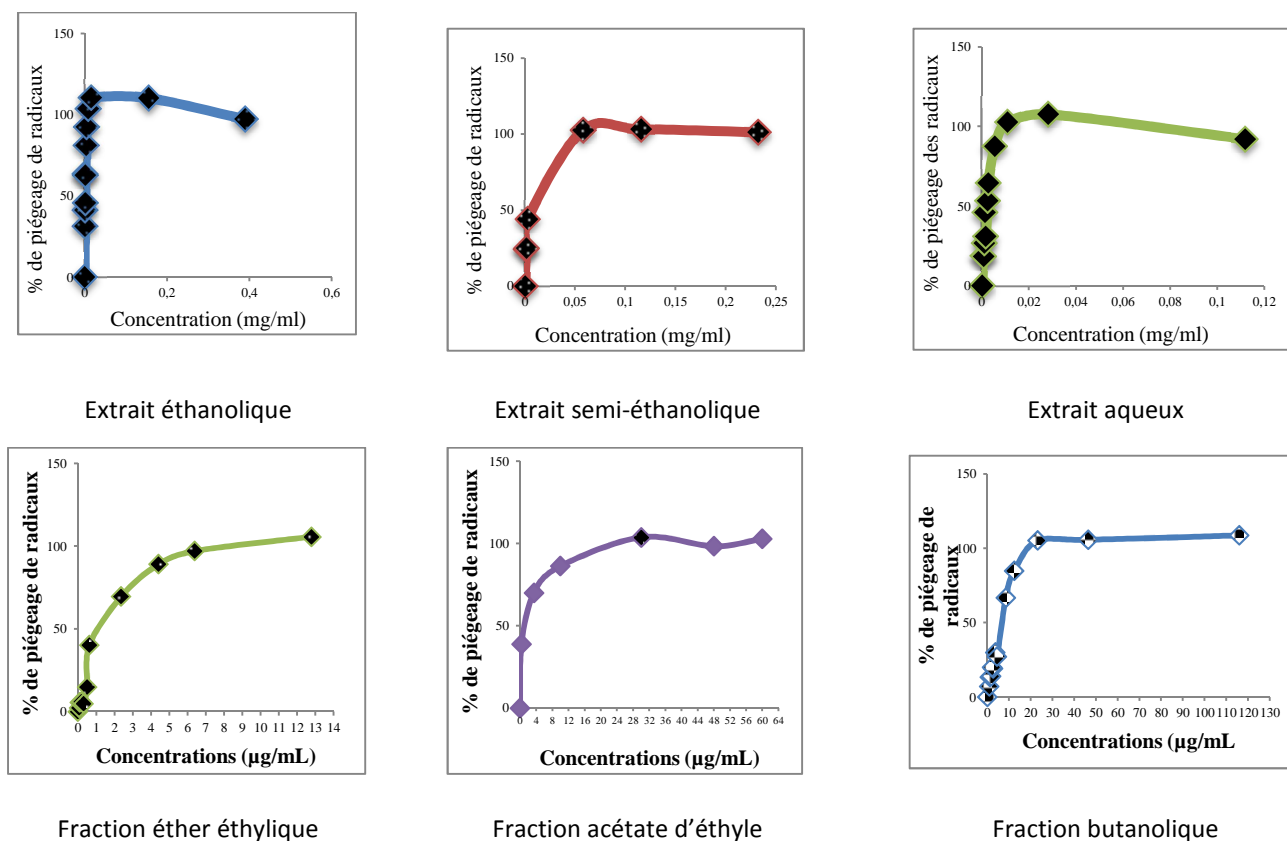 % de piégeage de radicaux
150
100
50
0
0
0,2
0,4
0,6
Concentration (mg/ml)
% de piégeage de radicaux
150
100
50
0
0
0,05
0,1
0,15
0,2
0,25
Concentration (mg/ml)
% de piégeage des radicaux
150
100
50
0
0
0,02
0,04
0,06
0,08
0,1
0,12
Concentration (mg/ml)
Extrait éthanolique
Extrait semi-éthanolique
Extrait aqueux
% de piégeage de radicaux
150
100
50
0
0 1 2 3 4 5 6 7 8 9 10 11 12 13 14
Concentrations (µg/mL)
% de piégeage de radicaux
150
100
50
0
0 4 8 12 16 20 24 28 32 36 40 44 48 52 56 60 64
Concentrations (µg/mL)
% de piégeage de
radicaux
150
100
50
0
0 10 20 30 40 50 60 70 80 90 100 110 120 130
Concentrations (µg/mL
Fraction éther éthylique
Fraction acétate d’éthyle
Fraction butanolique